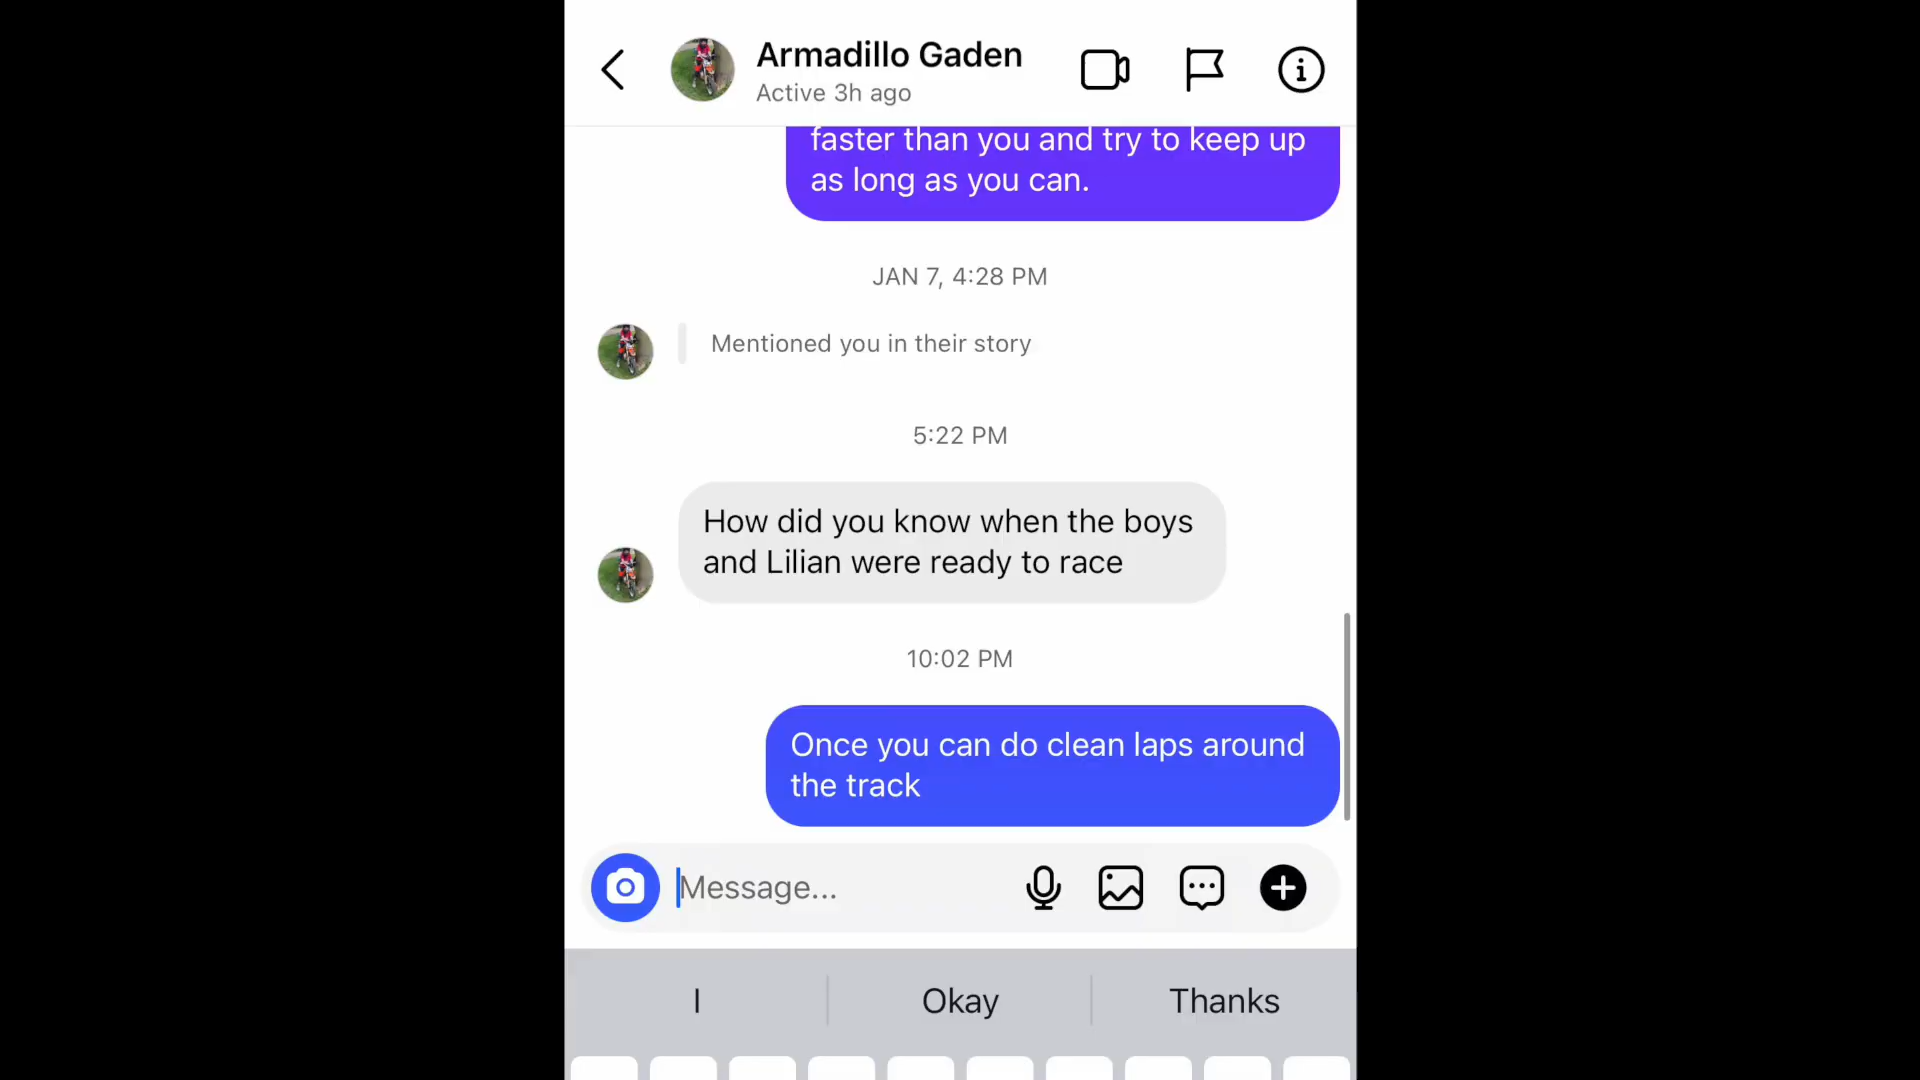 Armadillo Gaden
Active 3h ago
faster than you and try to keep up
as long as you can.
JAN 7, 4:28 PM
Mentioned you in their story
5:22 PM
How did you know when the boys
and Lilian were ready to race
10:02 PM
Once you can do clean laps around
the track
Message...
I
Okay
Thanks